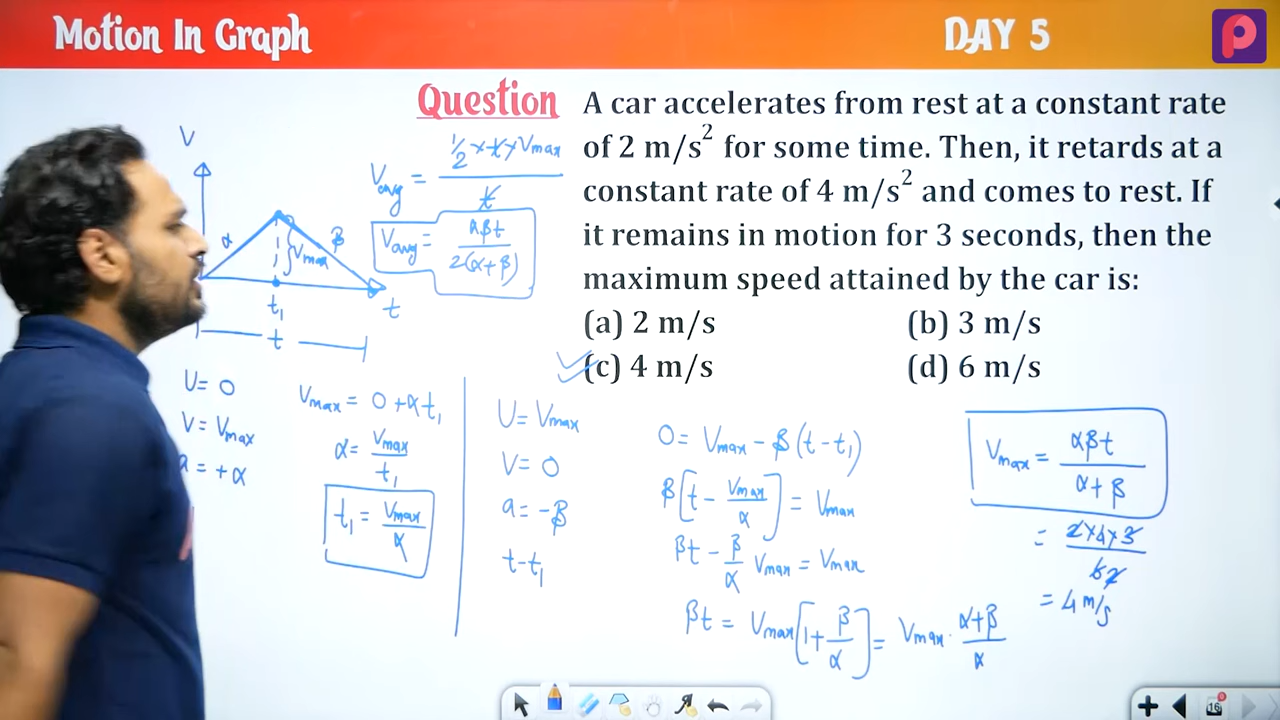 Motion In Graph
DAY 5
Question
A car accelerates from rest at a constant rate
of 2 m/s² for some time. Then, it retards at a
constant rate of 4 m/s² and comes to rest. If
it remains in motion for 3 seconds, then the
maximum speed attained by the car is:
(a) 2 m/s
(b) 3 m/s
(c) 4 m/s
(d) 6 m/s
V
α
β
Vmax
t₁
t
t
Vavg = ½ × t × Vmax / t
Vavg = αβt / 2(α+β)
U = 0
V = Vmax
a = +α
Vmax = 0 + αt₁
α = Vmax / t₁
t₁ = Vmax / α
U = Vmax
V = 0
a = -β
t-t₁
0 = Vmax - β(t-t₁)
β[t - Vmax/α] = Vmax
βt - β/α Vmax = Vmax
βt = Vmax[1+β/α] = Vmax · α+β / α
Vmax = αβt / α+β
= 2×4×3 / 6 2
= 4 m/s
16